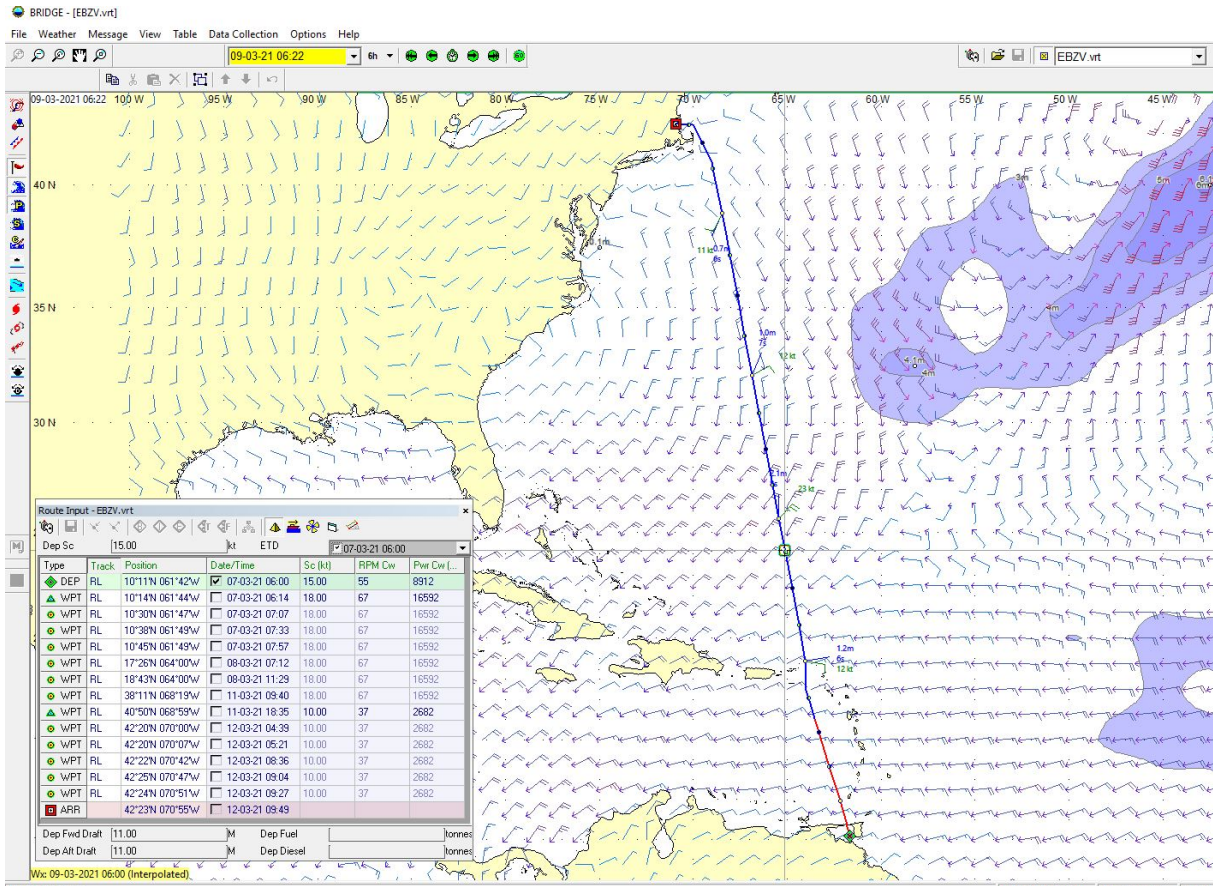 BRIDGE - [EBZV.vrt]
File Weather Message View Table Data Collection Options Help
09-03-21 06:22 6h EBZV.vrt
09-03-2021 06:22 100 W 95 W 90 W 85 W 80 W 75 W 70 W 65 W 60 W 55 W 50 W 45 W
3m 5m 6.1 6m
40 N
0.1m 11 kt 0.7m
6s
35 N
4m
1.0m
7s 12 kt
4.1m
4m
30 N
2.1m
23 kt
Route Input - EBZV.vrt
Dep Sc 15.00 kt ETD 07-03-21 06:00
Type Track Position Date/Time Sc (kt) RPM Cw Pwr Cw (...
DEP RL 10°11'N 061°42'W 07-03-21 06:00 15.00 55 8912
WPT RL 10°14'N 061°44'W 07-03-21 06:14 18.00 67 16592
WPT RL 10°30'N 061°47'W 07-03-21 07:07 18.00 67 16592
WPT RL 10°38'N 061°49'W 07-03-21 07:33 18.00 67 16592
WPT RL 10°45'N 061°49'W 07-03-21 07:57 18.00 67 16592
WPT RL 17°26'N 064°00'W 08-03-21 07:12 18.00 67 16592
WPT RL 18°43'N 064°00'W 08-03-21 11:29 18.00 67 16592
WPT RL 38°11'N 068°19'W 11-03-21 09:40 18.00 67 16592
WPT RL 40°50'N 068°59'W 11-03-21 18:35 10.00 37 2682
WPT RL 42°20'N 070°00'W 12-03-21 04:39 10.00 37 2682
WPT RL 42°20'N 070°07'W 12-03-21 05:21 10.00 37 2682
WPT RL 42°22'N 070°42'W 12-03-21 08:36 10.00 37 2682
WPT RL 42°25'N 070°47'W 12-03-21 09:04 10.00 37 2682
WPT RL 42°24'N 070°51'W 12-03-21 09:27 10.00 37 2682
ARR 42°23'N 070°55'W 12-03-21 09:49
Dep Fwd Draft 11.00 M Dep Fuel tonnes
Dep Aft Draft 11.00 M Dep Diesel tonnes
1.2m
6s
12 kt
Wx: 09-03-2021 06:00 (Interpolated)